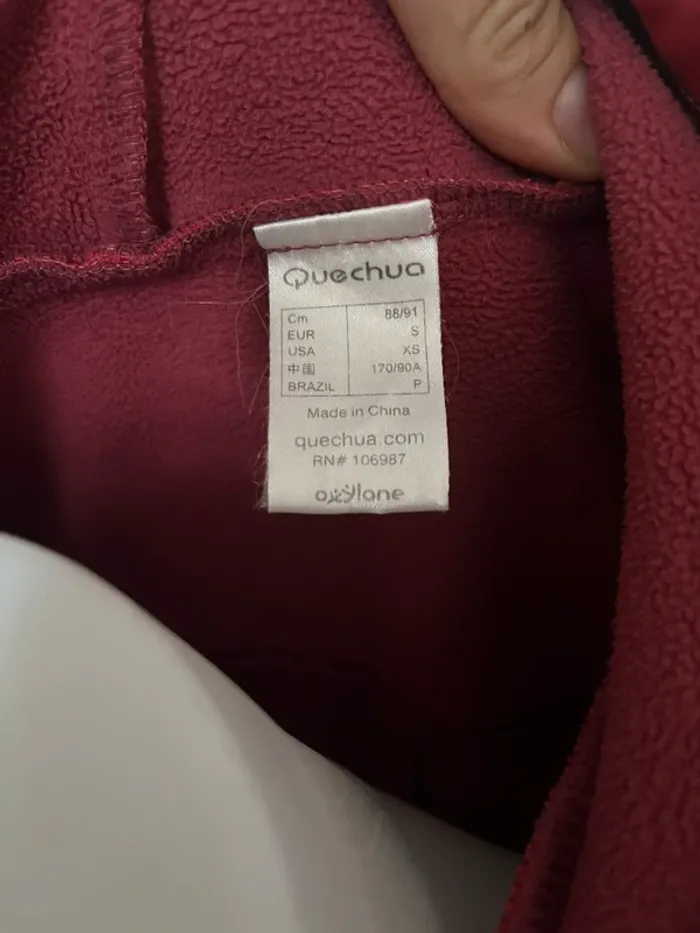 Quechua
Cm 88/91
EUR S
USA XS
中国 170/90A
BRAZIL P
Made in China
quechua.com
RN# 106987
oxylane